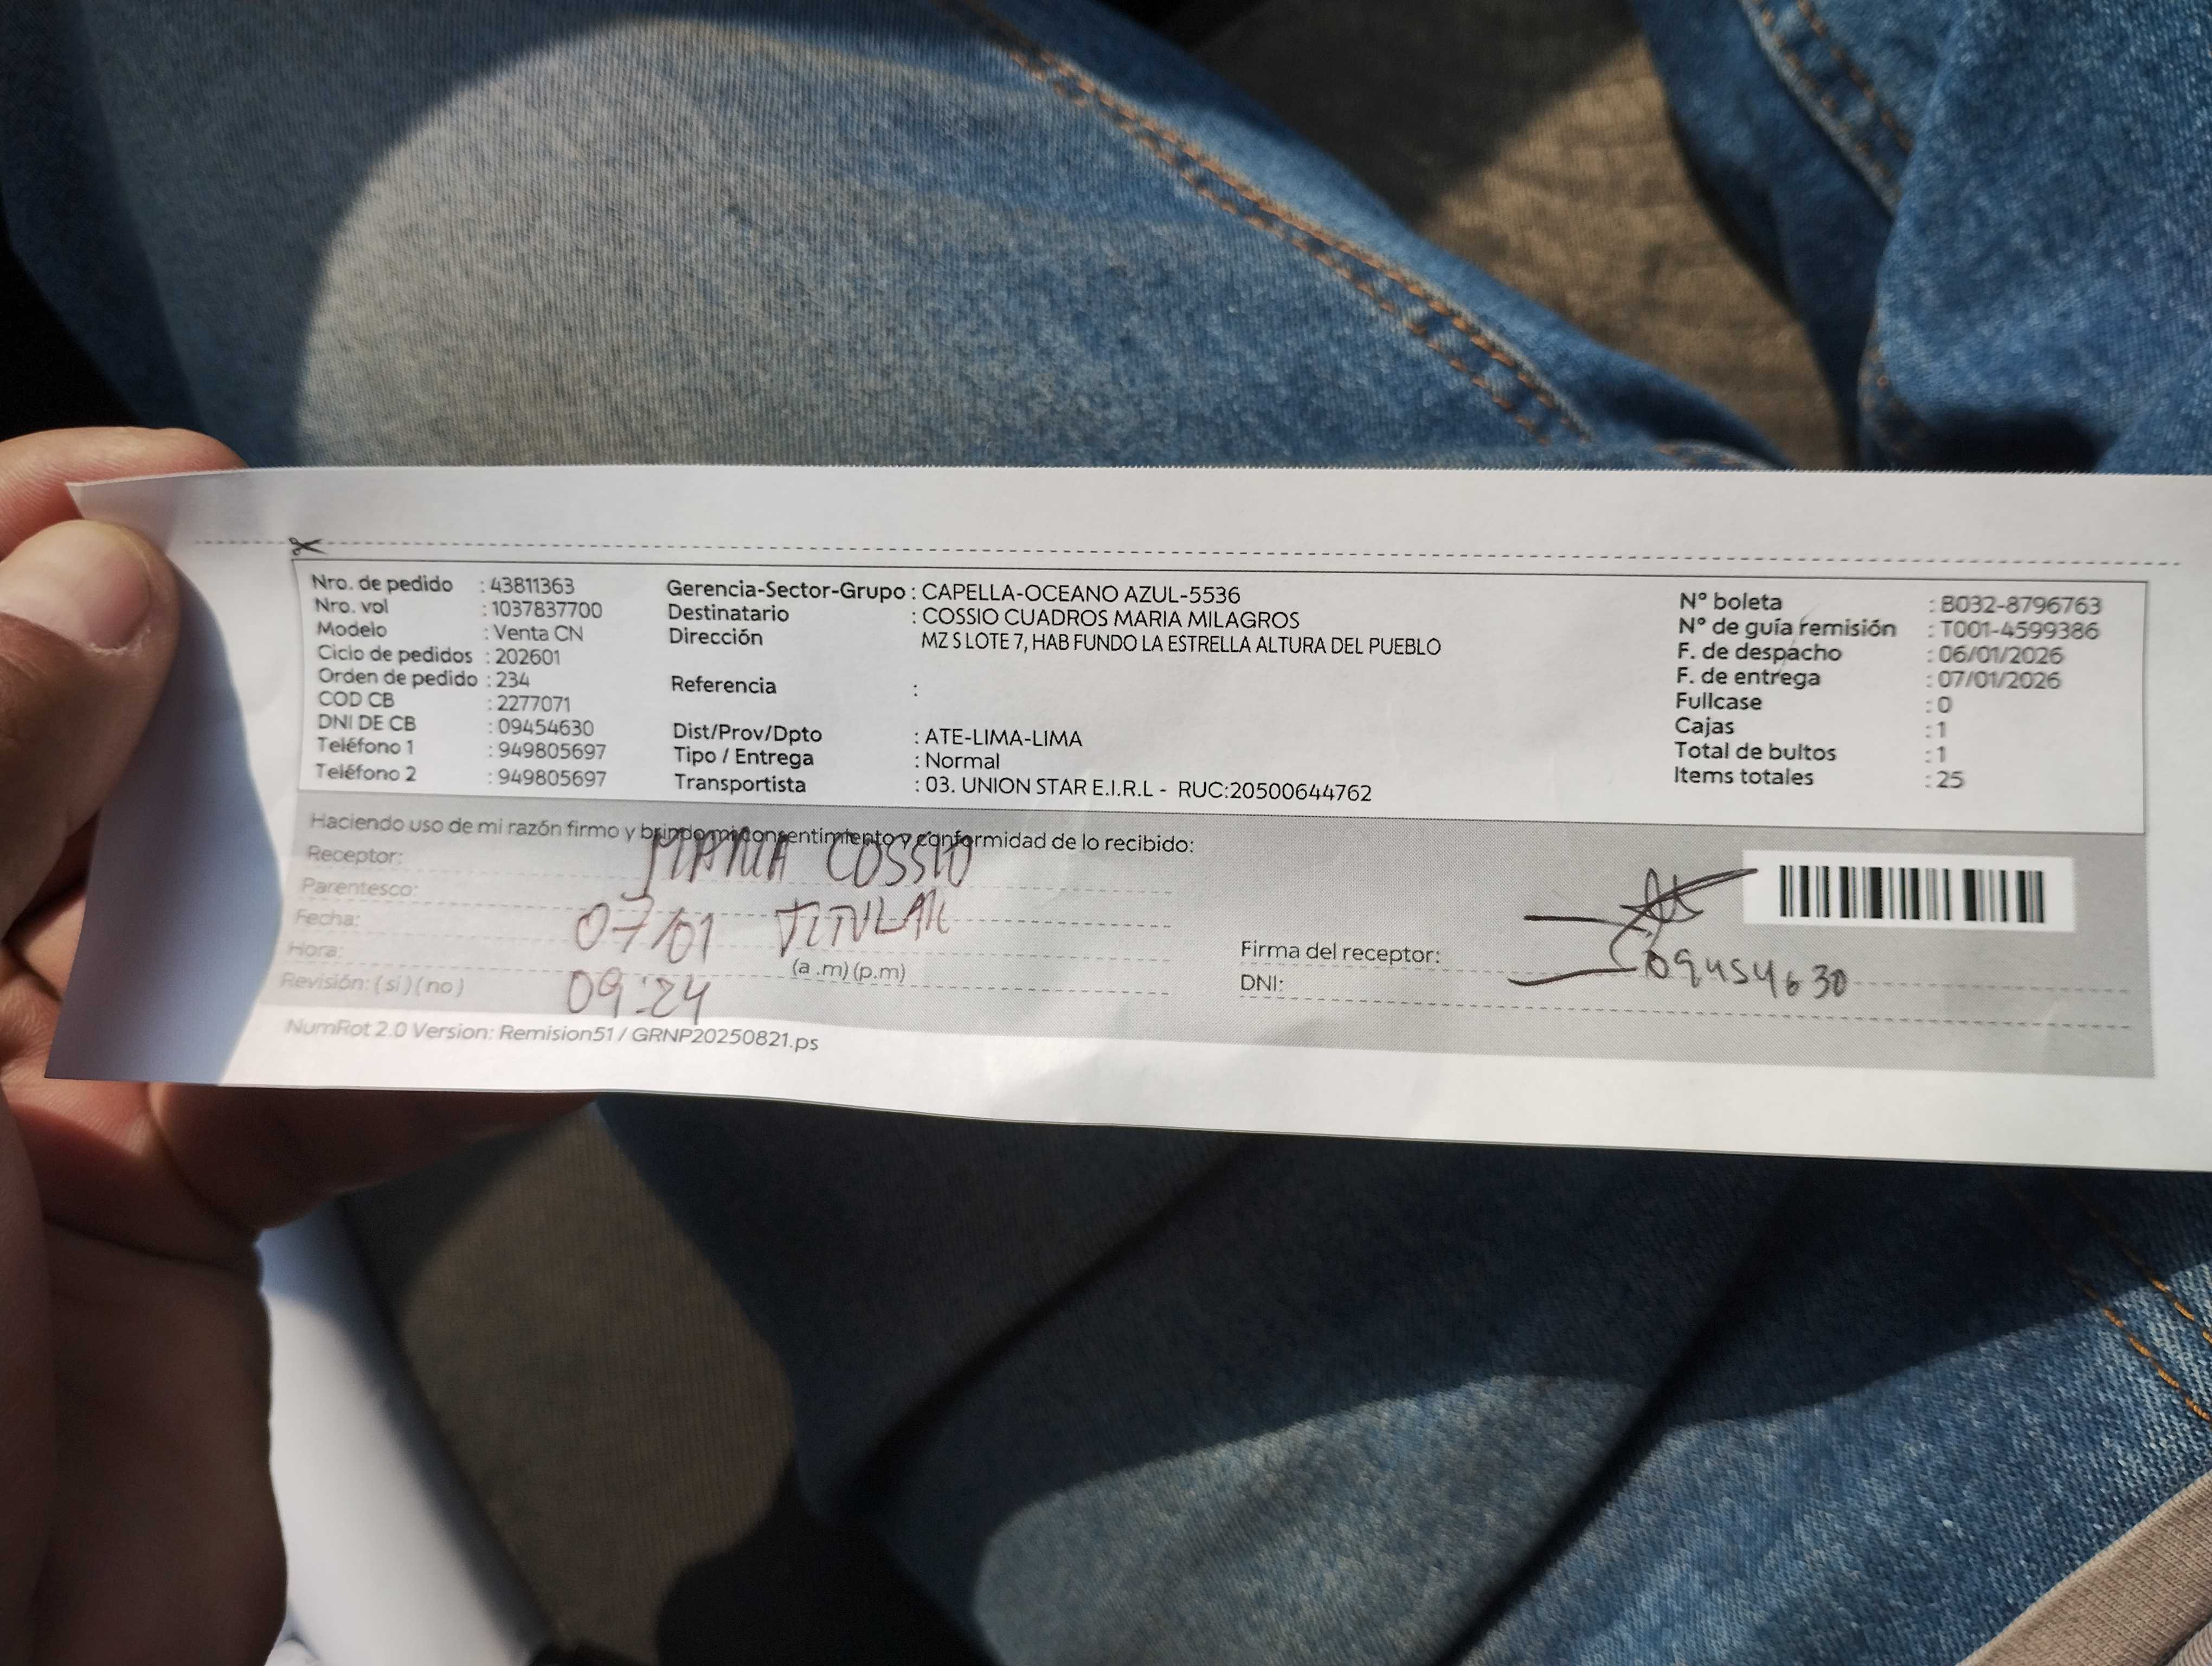 Nro. de pedido : 43811363
Nro. vol : 1037837700
Modelo : Venta CN
Ciclo de pedidos : 202601
Orden de pedido : 234
COD CB : 2277071
DNI DE CB : 09454630
Teléfono 1 : 949805697
Teléfono 2 : 949805697
Gerencia-Sector-Grupo : CAPELLA-OCEANO AZUL-5536
Destinatario : COSSIO CUADROS MARIA MILAGROS
Dirección MZ S LOTE 7, HAB FUNDO LA ESTRELLA ALTURA DEL PUEBLO
Referencia :
Dist/Prov/Dpto : ATE-LIMA-LIMA
Tipo / Entrega : Normal
Transportista : 03. UNION STAR E.I.R.L - RUC:20500644762
N° boleta : B032-8796763
N° de guía remisión : T001-4599386
F. de despacho : 06/01/2026
F. de entrega : 07/01/2026
Fullcase : 0
Cajas : 1
Total de bultos : 1
Items totales : 25
Haciendo uso de mi razón firmo y brindo mi consentimiento y conformidad de lo recibido:
Receptor: MARIA COSSIO
Parentesco: TITULAR
Fecha: 07/01
Hora: 09:24 (a.m) (p.m)
Revisión: (si) (no)
Firma del receptor:
DNI: 09454630
NumRot 2.0 Version: Remision51 / GRNP20250821.ps